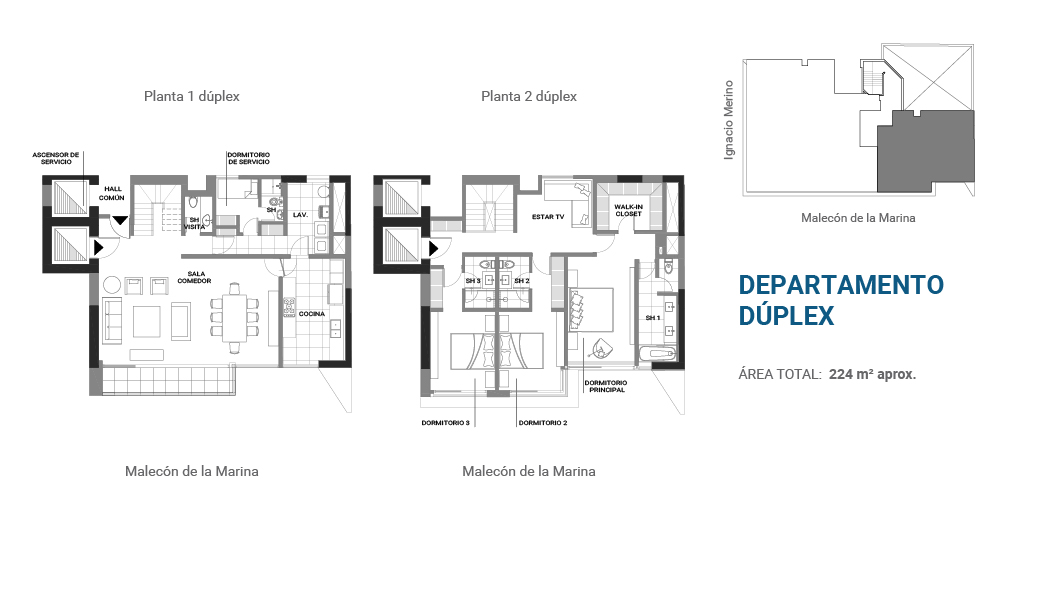 Planta 1 dúplex
ASCENSOR DE
SERVICIO
HALL
COMÚN
DORMITORIO
DE SERVICIO
SH
VISITA
SH
LAV.
SALA
COMEDOR
COCINA
Malecón de la Marina
Planta 2 dúplex
ESTAR TV
WALK-IN
CLOSET
SH 3
SH 2
SH 1
DORMITORIO
PRINCIPAL
DORMITORIO 3
DORMITORIO 2
Malecón de la Marina
Ignacio Merino
Malecón de la Marina
DEPARTAMENTO
DÚPLEX
ÁREA TOTAL: 224 m² aprox.